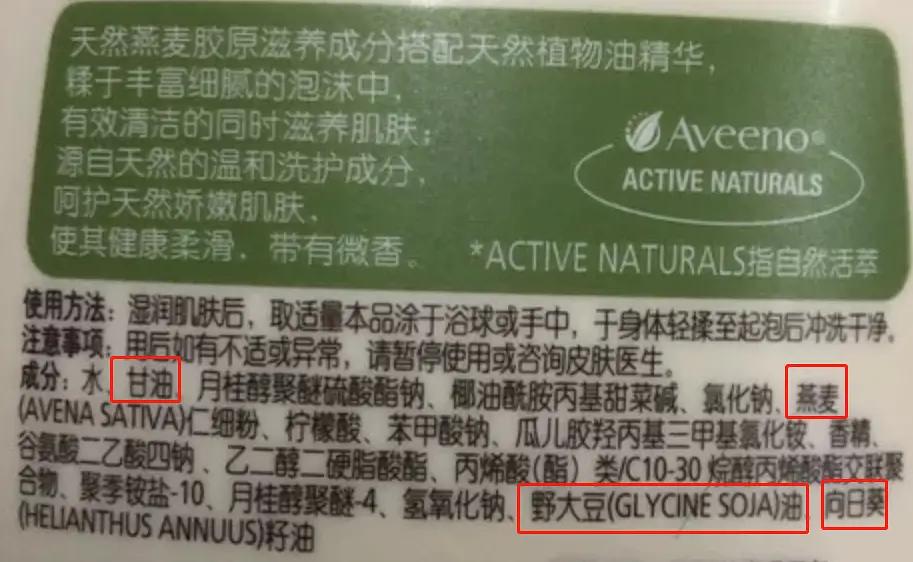 天然燕麦胶原滋养成分搭配天然植物油精华，
糅于丰富细腻的泡沫中，
有效清洁的同时滋养肌肤；
源自天然的温和洗护成分，
呵护天然娇嫩肌肤，
使其健康柔滑，带有微香。
Aveeno®
ACTIVE NATURALS
*ACTIVE NATURALS指自然活萃
使用方法：湿润肌肤后，取适量本品涂于浴球或手中，于身体轻揉至起泡后冲洗干净。
注意事项：用后如有不适或异常，请暂停使用或咨询皮肤医生。
成分：水、甘油、月桂醇聚醚硫酸酯钠、椰油酰胺丙基甜菜碱、氯化钠、燕麦
(AVENA SATIVA)仁细粉、柠檬酸、苯甲酸钠、瓜儿胶羟丙基三甲基氯化铵、香精、
谷氨酸二乙酸四钠、乙二醇二硬脂酸酯、丙烯酸（酯）类/C10-30 烷醇丙烯酸酯交联聚
合物、聚季铵盐-10、月桂醇聚醚-4、氢氧化钠、野大豆(GLYCINE SOJA)油、向日葵
(HELIANTHUS ANNUUS)籽油